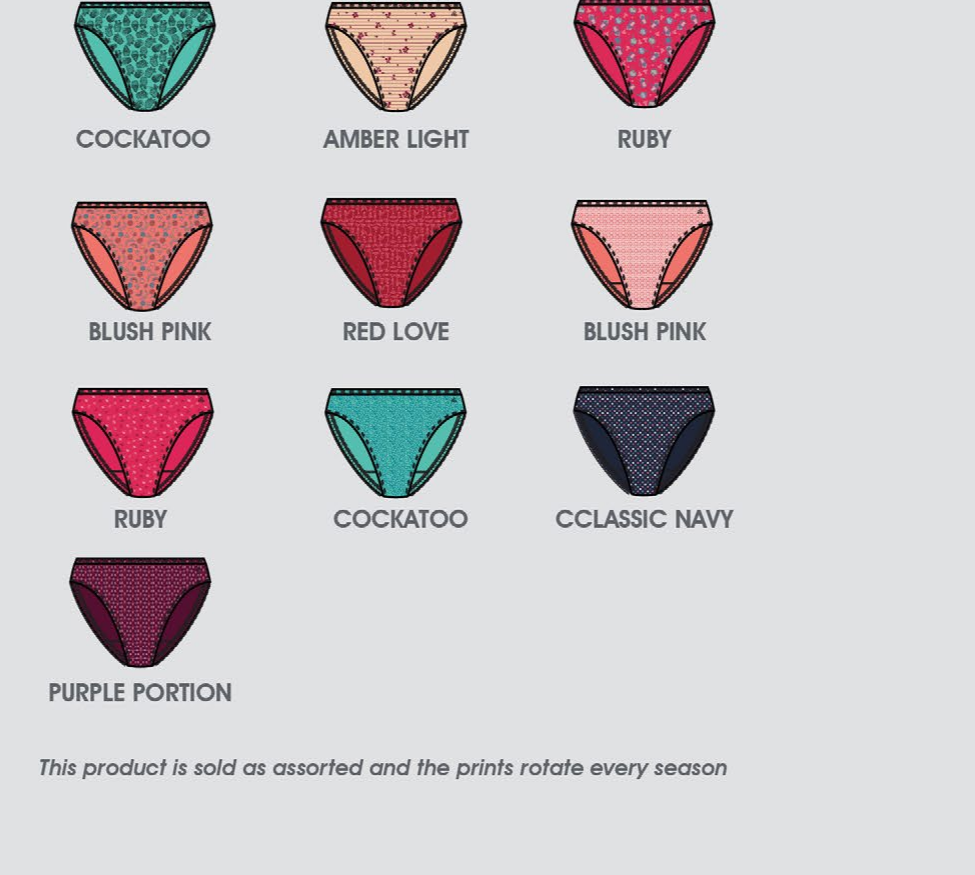 COCKATOO
AMBER LIGHT
RUBY
BLUSH PINK
RED LOVE
BLUSH PINK
RUBY
COCKATOO
CCLASSIC NAVY
PURPLE PORTION
This product is sold as assorted and the prints rotate every season